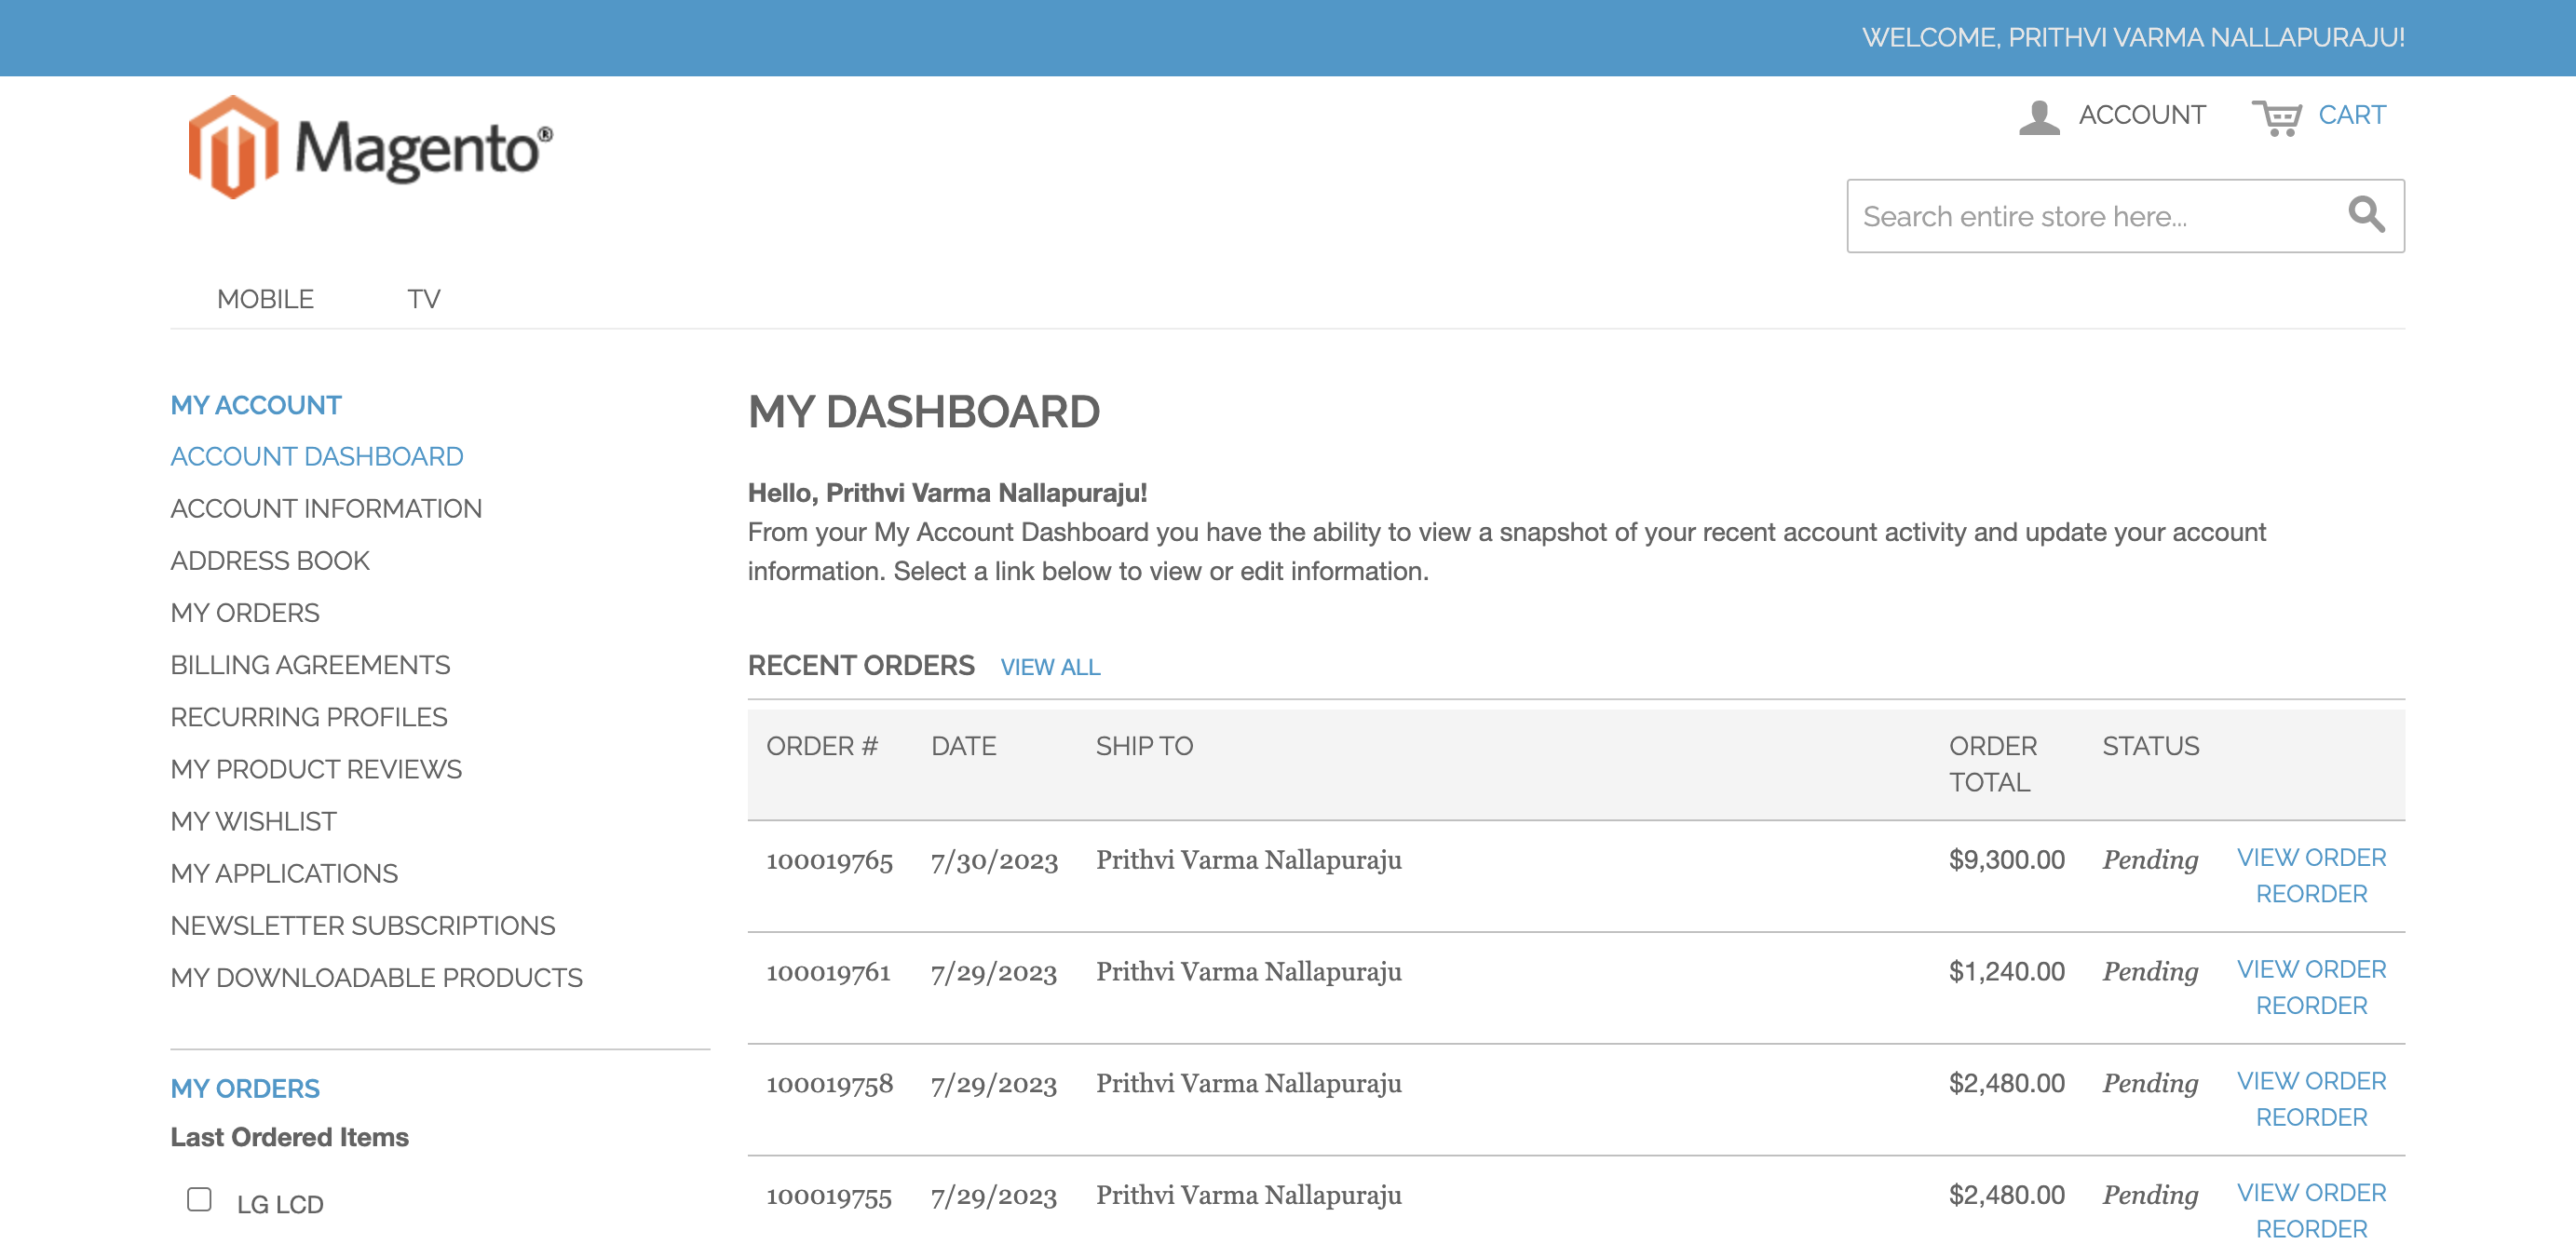 WELCOME, PRITHVI VARMA NALLAPURAJU!
Magento®
ACCOUNT
CART
Search entire store here...
MOBILE
TV
MY ACCOUNT
ACCOUNT DASHBOARD
ACCOUNT INFORMATION
ADDRESS BOOK
MY ORDERS
BILLING AGREEMENTS
RECURRING PROFILES
MY PRODUCT REVIEWS
MY WISHLIST
MY APPLICATIONS
NEWSLETTER SUBSCRIPTIONS
MY DOWNLOADABLE PRODUCTS
MY ORDERS
Last Ordered Items
LG LCD
MY DASHBOARD
Hello, Prithvi Varma Nallapuraju!
From your My Account Dashboard you have the ability to view a snapshot of your recent account activity and update your account
information. Select a link below to view or edit information.
RECENT ORDERS VIEW ALL
ORDER # DATE SHIP TO ORDER TOTAL STATUS
100019765 7/30/2023 Prithvi Varma Nallapuraju $9,300.00 Pending VIEW ORDER
REORDER
100019761 7/29/2023 Prithvi Varma Nallapuraju $1,240.00 Pending VIEW ORDER
REORDER
100019758 7/29/2023 Prithvi Varma Nallapuraju $2,480.00 Pending VIEW ORDER
REORDER
100019755 7/29/2023 Prithvi Varma Nallapuraju $2,480.00 Pending VIEW ORDER
REORDER